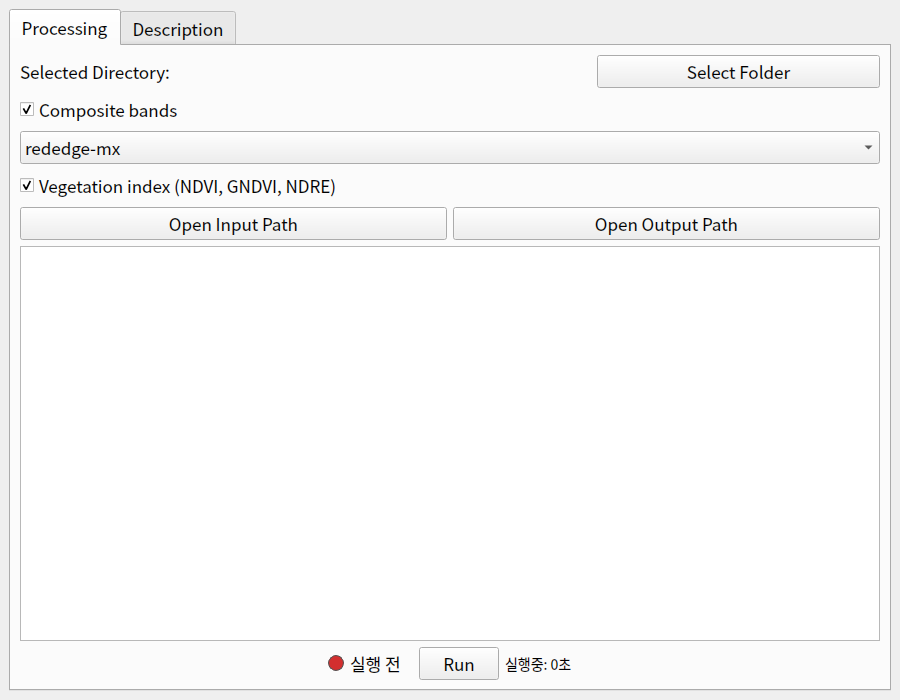 Processing Description
Selected Directory: Select Folder
Composite bands
rededge-mx
Vegetation index (NDVI, GNDVI, NDRE)
Open Input Path Open Output Path
실행 전 Run 실행중: 0초